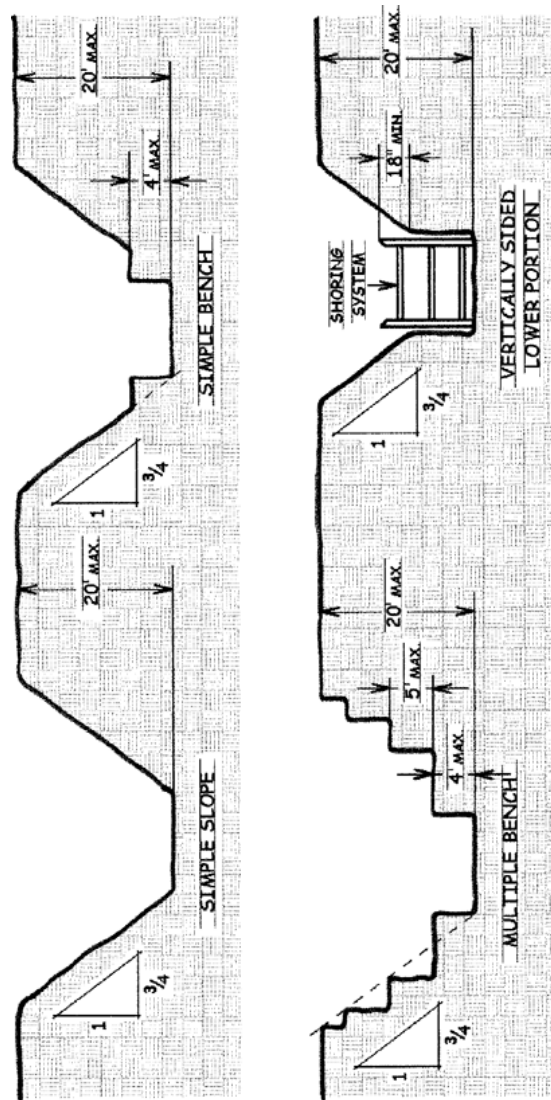 20' MAX.
3/4
1
SIMPLE SLOPE
20' MAX.
3/4
1
4' MAX.
SIMPLE BENCH
20' MAX.
3/4
1
5' MAX.
4' MAX.
MULTIPLE BENCH
20' MAX.
3/4
1
SHORING
SYSTEM
18" MIN.
VERTICALLY SIDED
LOWER PORTION
20' MAX.